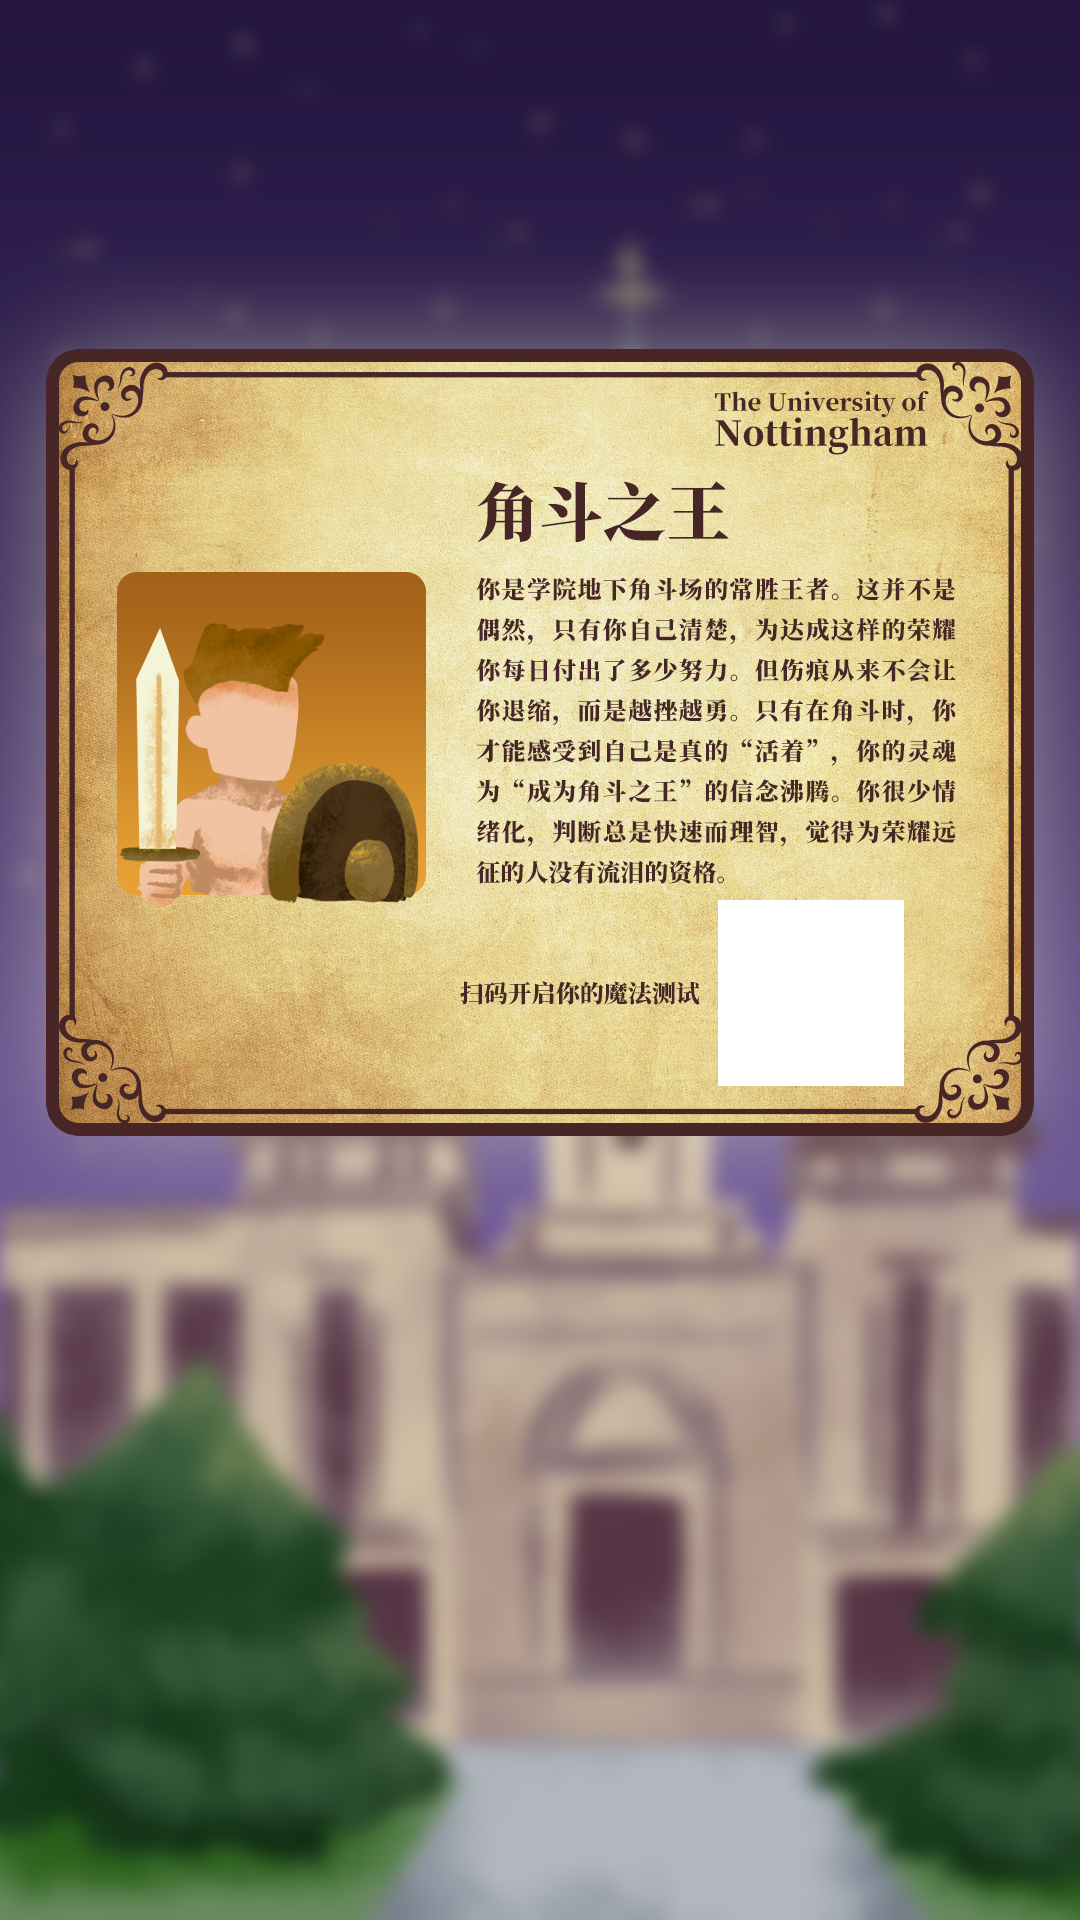 The University of
Nottingham
角斗之王
你是学院地下角斗场的常胜王者。这并不是
偶然，只有你自己清楚，为达成这样的荣耀
你每日付出了多少努力。但伤痕从来不会让
你退缩，而是越挫越勇。只有在角斗时，你
才能感受到自己是真的“活着”，你的灵魂
为“成为角斗之王”的信念沸腾。你很少情
绪化，判断总是快速而理智，觉得为荣耀远
征的人没有流泪的资格。
扫码开启你的魔法测试